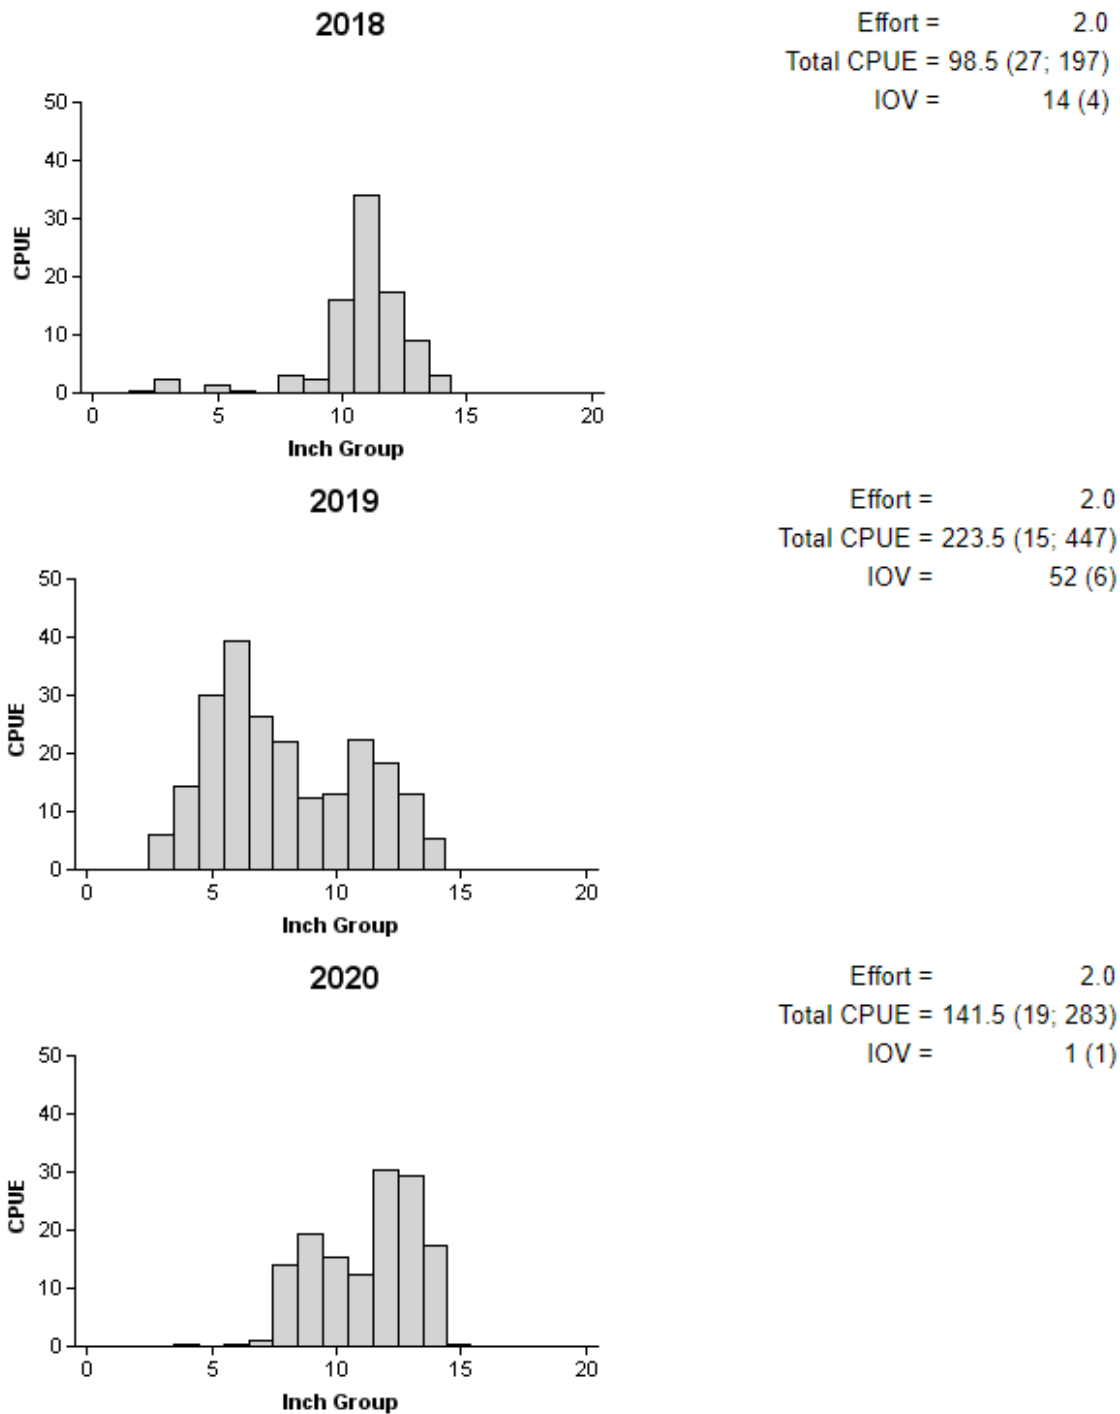 2018
Effort = 2.0
Total CPUE = 98.5 (27; 197)
IOV = 14 (4)
50
40
30
20
10
0
CPUE
0 5 10 15 20
Inch Group
2019
Effort = 2.0
Total CPUE = 223.5 (15; 447)
IOV = 52 (6)
50
40
30
20
10
0
CPUE
0 5 10 15 20
Inch Group
2020
Effort = 2.0
Total CPUE = 141.5 (19; 283)
IOV = 1 (1)
50
40
30
20
10
0
CPUE
0 5 10 15 20
Inch Group